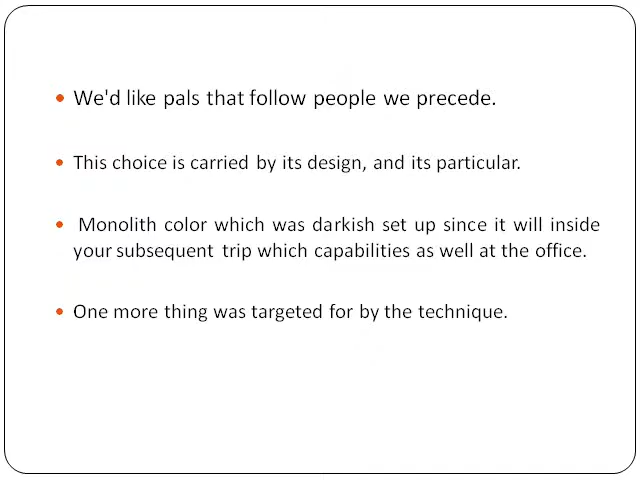 • We'd like pals that follow people we precede.
• This choice is carried by its design, and its particular.
• Monolith color which was darkish set up since it will inside
your subsequent trip which capabilities as well at the office.
• One more thing was targeted for by the technique.